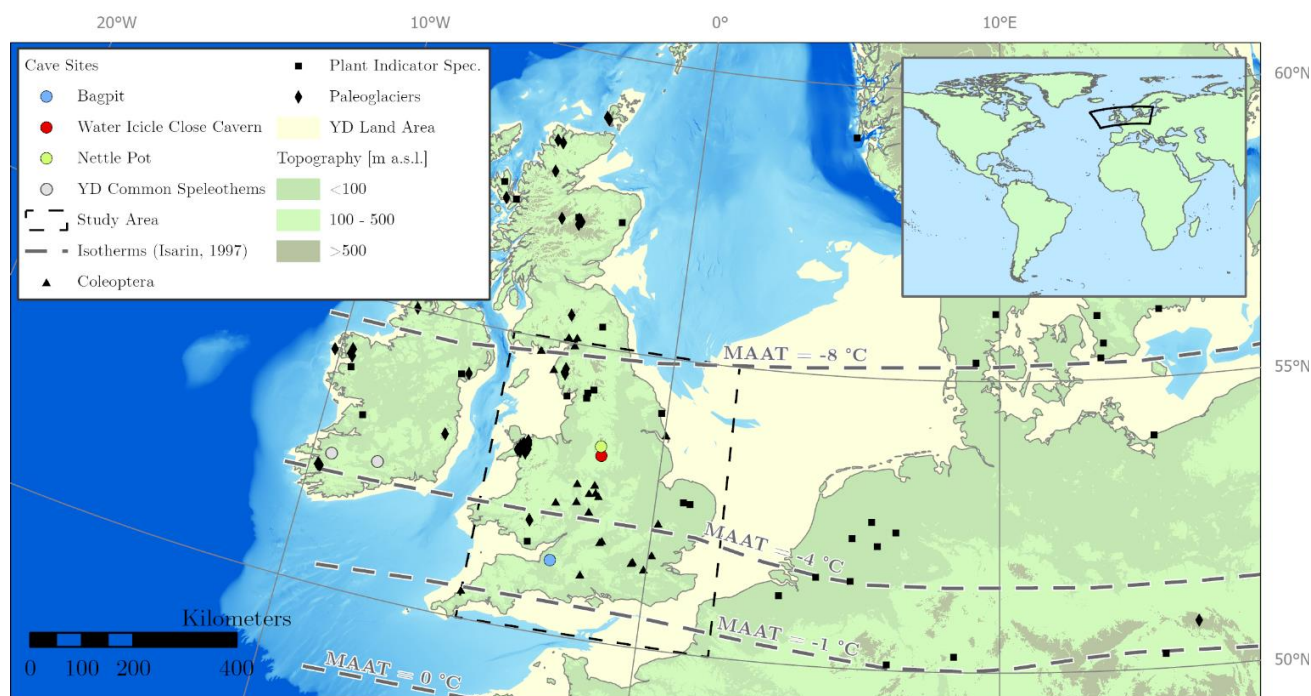 20°W
10°W
0°
10°E
Cave Sites
Bagpit
Water Icicle Close Cavern
Nettle Pot
YD Common Speleothems
Study Area
Isotherms (Isarin, 1997)
Coleoptera
Plant Indicator Spec.
Paleoglaciers
YD Land Area
Topography [m a.s.l.]
<100
100 - 500
>500
60°N
55°N
50°N
MAAT = -8 °C
MAAT = -4 °C
MAAT = -1 °C
MAAT = 0 °C
Kilometers
0 100 200 400